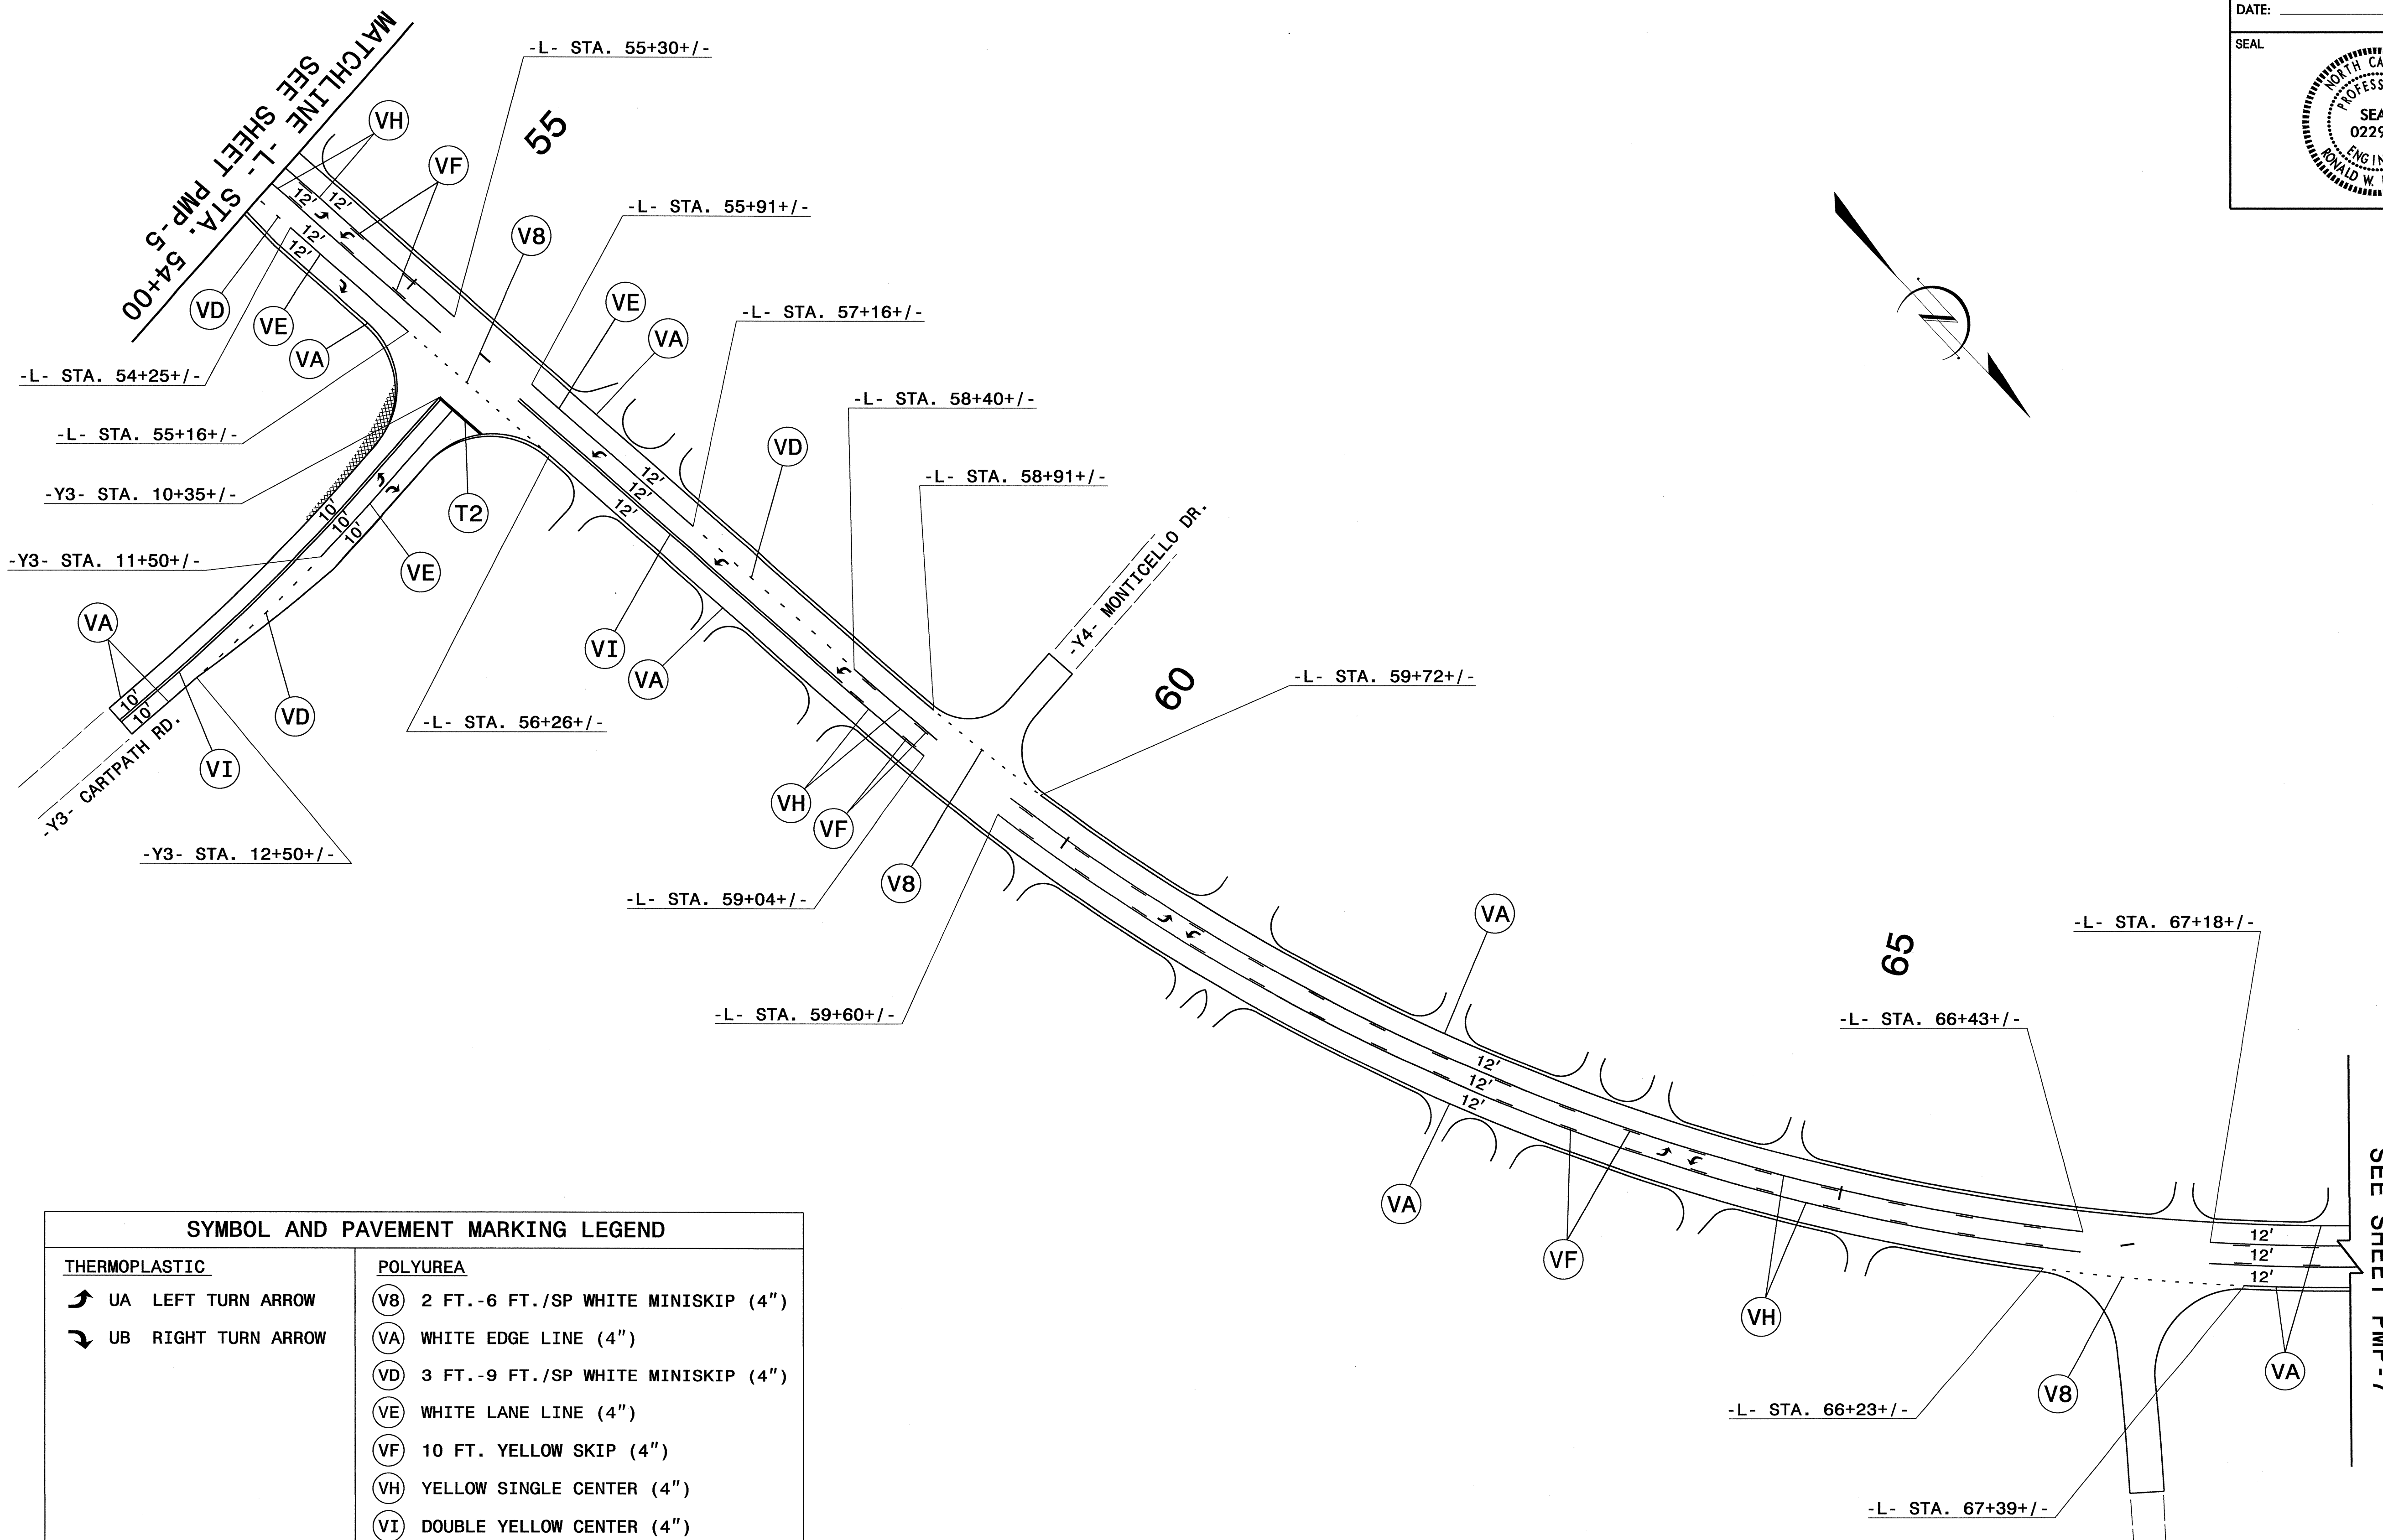 DATE:
SEAL
NORTH
SEA
0229
RONALD W.
MATCHLINE
-L- STA. 54+00
SEE SHEET PMP-5
-L- STA. 55+30+/-
55
VH
VF
12'
12'
12'
12'
-L- STA. 55+91+/-
V8
VE
VA
VD
VE
VA
-L- STA. 57+16+/-
-L- STA. 54+25+/-
-L- STA. 58+40+/-
-L- STA. 55+16+/-
VD
-L- STA. 58+91+/-
-Y3- STA. 10+35+/-
12'
12'
12'
T2
10'
10'
10'
-Y3- STA. 11+50+/-
VE
-Y4- MONTICELLO DR.
VA
VI
VA
60
-L- STA. 59+72+/-
10'
10'
VD
-L- STA. 56+26+/-
VI
-Y3- CARTPATH RD.
VH
VF
-Y3- STA. 12+50+/-
V8
-L- STA. 59+04+/-
VA
-L- STA. 67+18+/-
65
-L- STA. 59+60+/-
-L- STA. 66+43+/-
12'
12'
12'
VA
VF
VH
12'
12'
12'
SEE SHEET PMP-7
VA
V8
-L- STA. 66+23+/-
-L- STA. 67+39+/-
SYMBOL AND PAVEMENT MARKING LEGEND
THERMOPLASTIC
UA LEFT TURN ARROW
UB RIGHT TURN ARROW
POLYUREA
V8 2 FT.-6 FT./SP WHITE MINISKIP (4")
VA WHITE EDGE LINE (4")
VD 3 FT.-9 FT./SP WHITE MINISKIP (4")
VE WHITE LANE LINE (4")
VF 10 FT. YELLOW SKIP (4")
VH YELLOW SINGLE CENTER (4")
VI DOUBLE YELLOW CENTER (4")